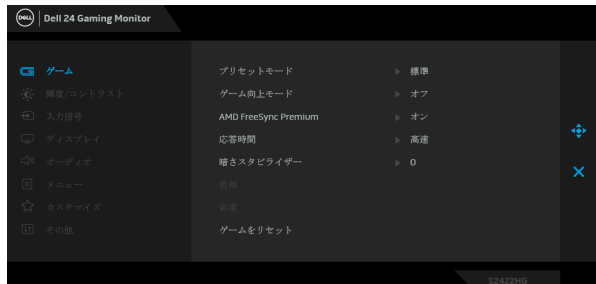 DELL Dell 24 Gaming Monitor
ゲーム
プリセットモード 標準
輝度/コントラスト
ゲーム向上モード オフ
入力信号
AMD FreeSync Premium オン
ディスプレイ
応答時間 高速
オーディオ
暗さスタビライザー 0
メニュー
色相
カスタマイズ
彩度
その他
ゲームをリセット
S2422HG